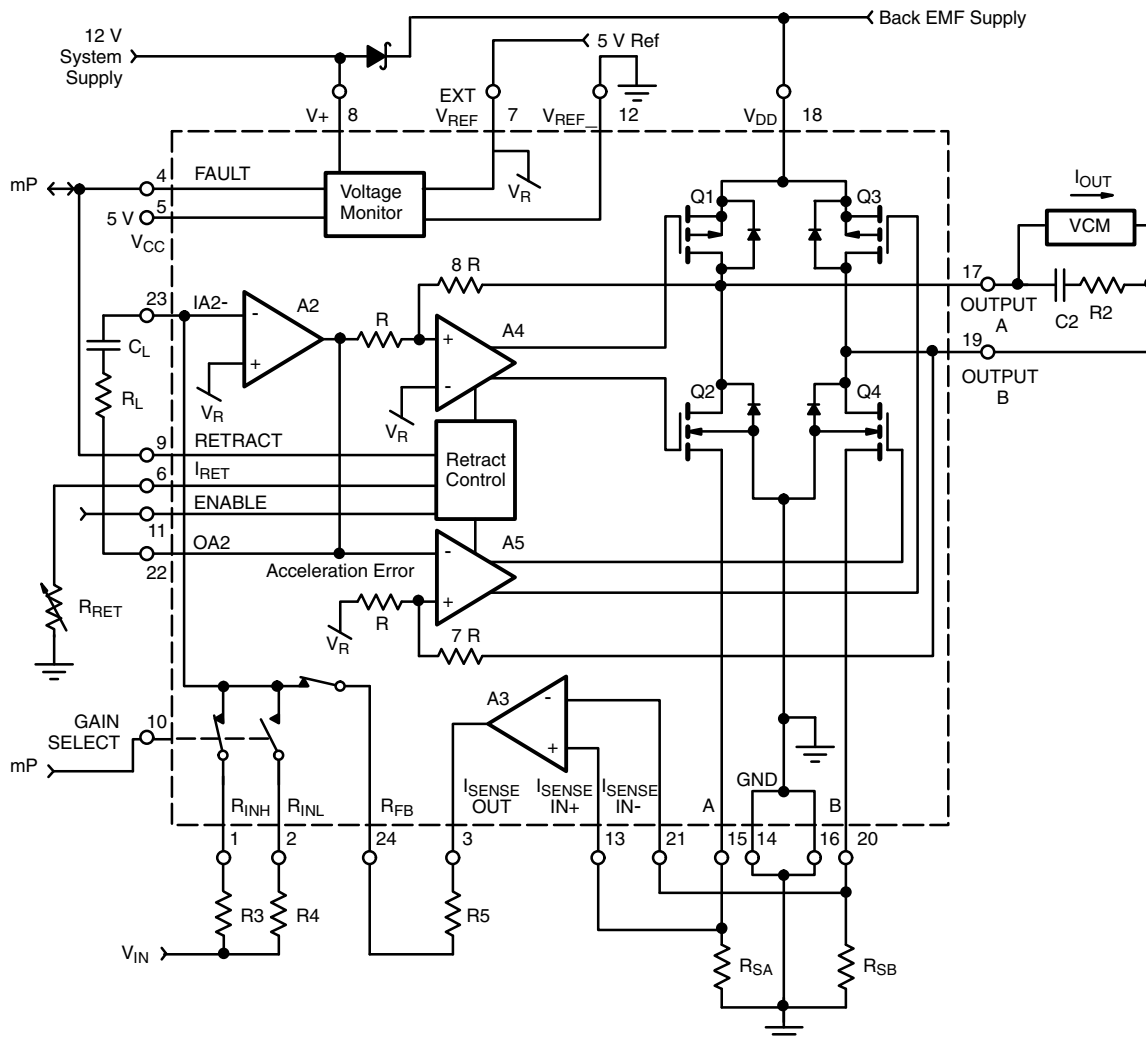 Back EMF Supply
12 V
System
Supply
5 V Ref
EXT
V+
8
VREF
7
VREF_
12
VDD
18
mP
4
FAULT
5
5 V
VCC
Voltage
Monitor
VR
Q1
Q3
IOUT
VCM
8 R
17
OUTPUT
A
C2
R2
23
IA2-
A2
-
+
R
A4
+
-
19
OUTPUT
B
CL
RL
VR
VR
Q2
Q4
9
RETRACT
6
IRET
ENABLE
11
Retract
Control
OA2
22
Acceleration Error
A5
-
+
RRET
VR
R
7 R
GAIN
SELECT
10
mP
A3
-
+
RINH
RINL
RFB
ISENSE
OUT
ISENSE
IN+
ISENSE
IN-
A
GND
B
1
2
24
3
13
21
15
14
16
20
R3
R4
R5
VIN
RSA
RSB